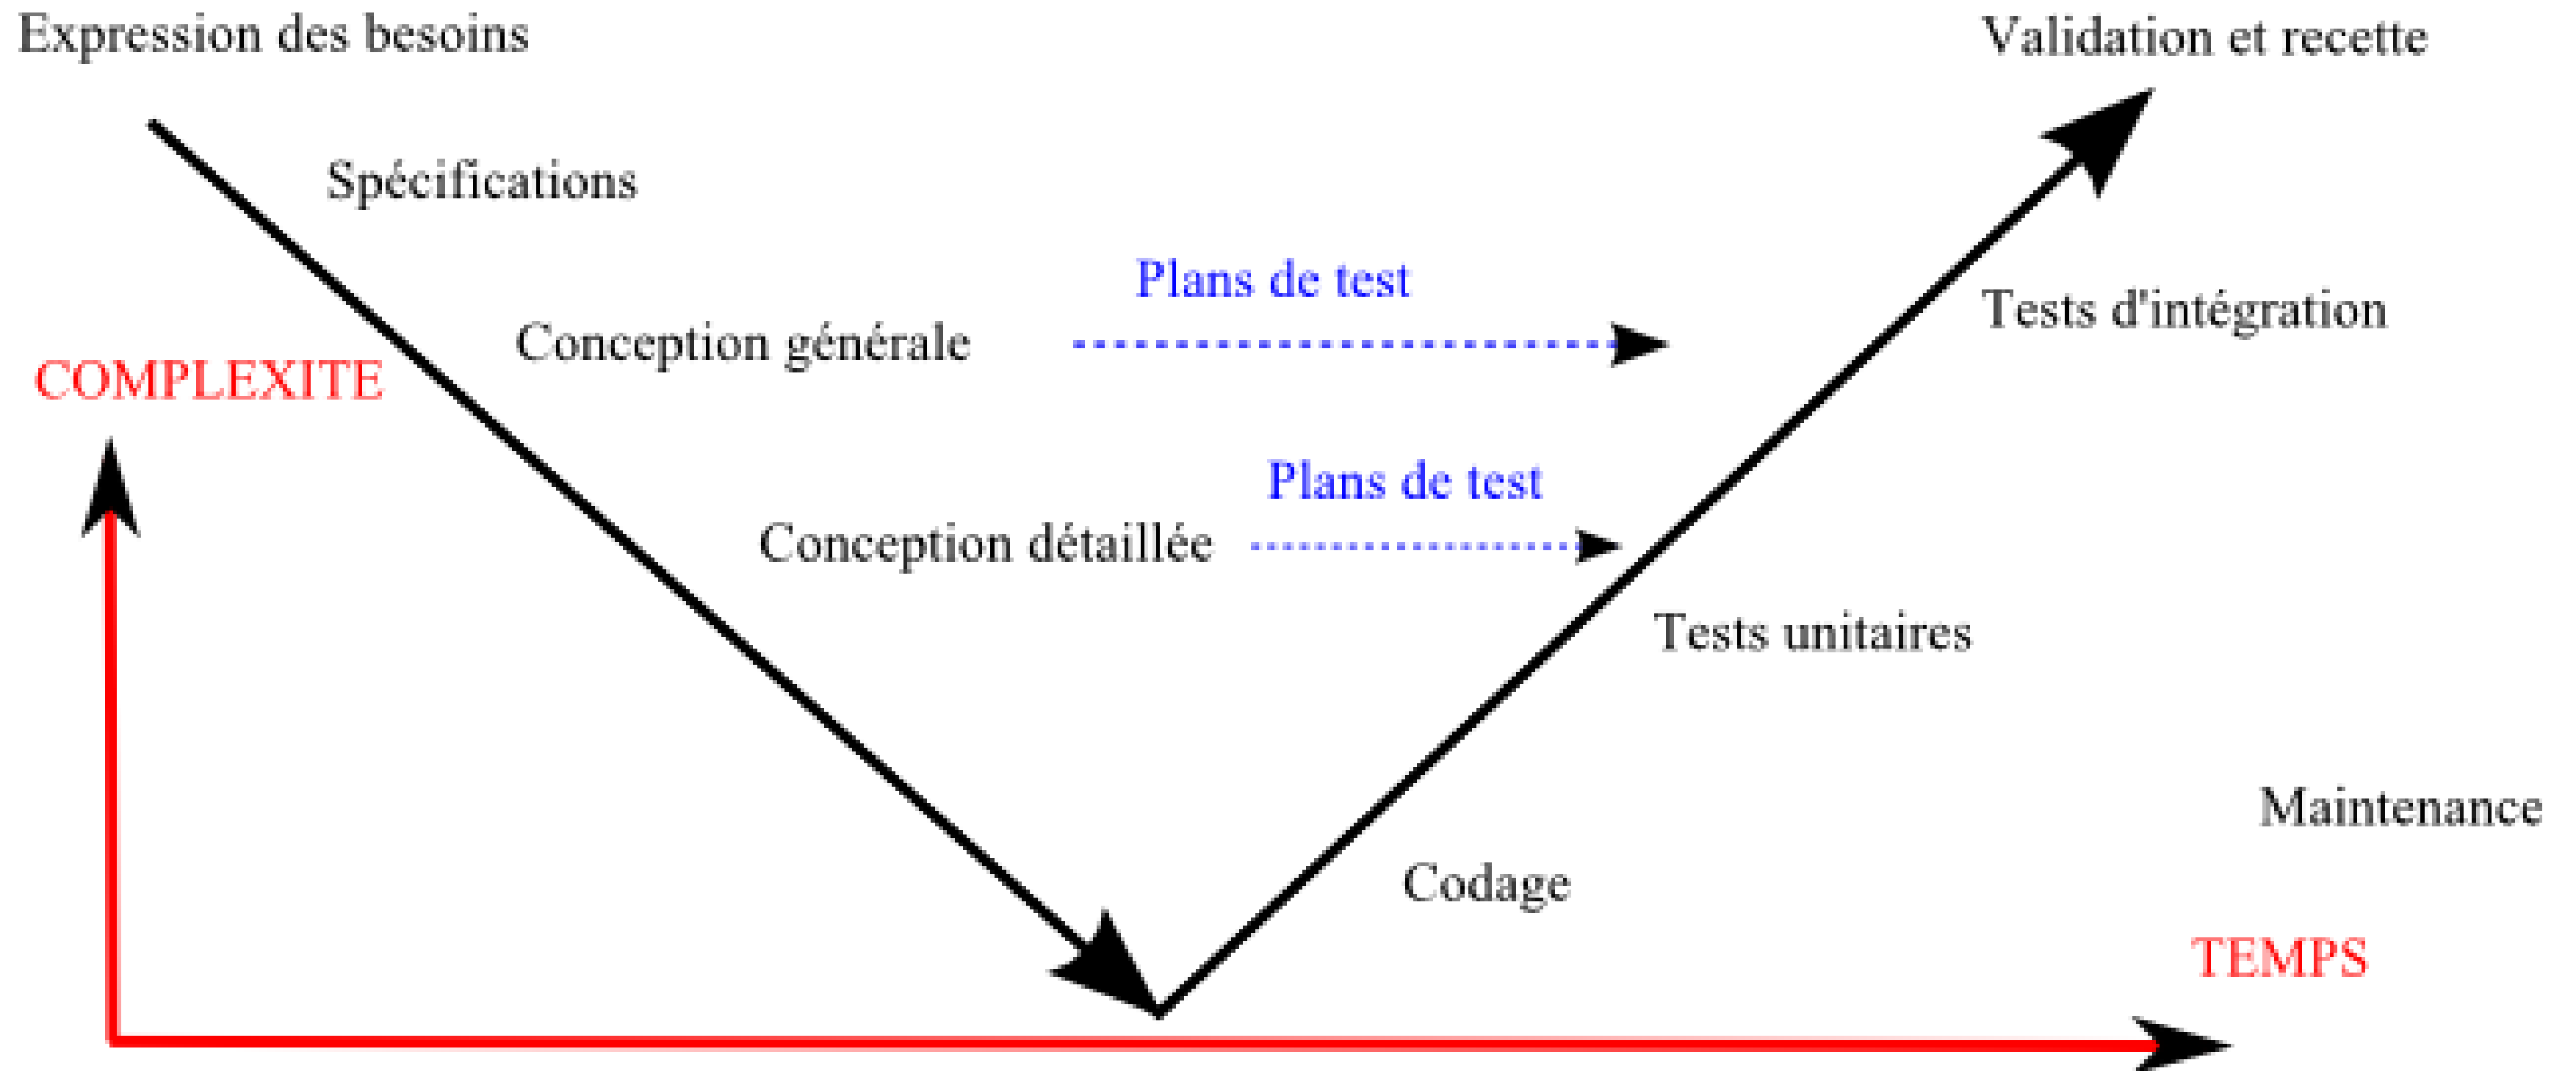 Expression des besoins
Validation et recette
Spécifications
Plans de test
Tests d'intégration
Conception générale
COMPLEXITE
Plans de test
Conception détaillée
Tests unitaires
Maintenance
Codage
TEMPS